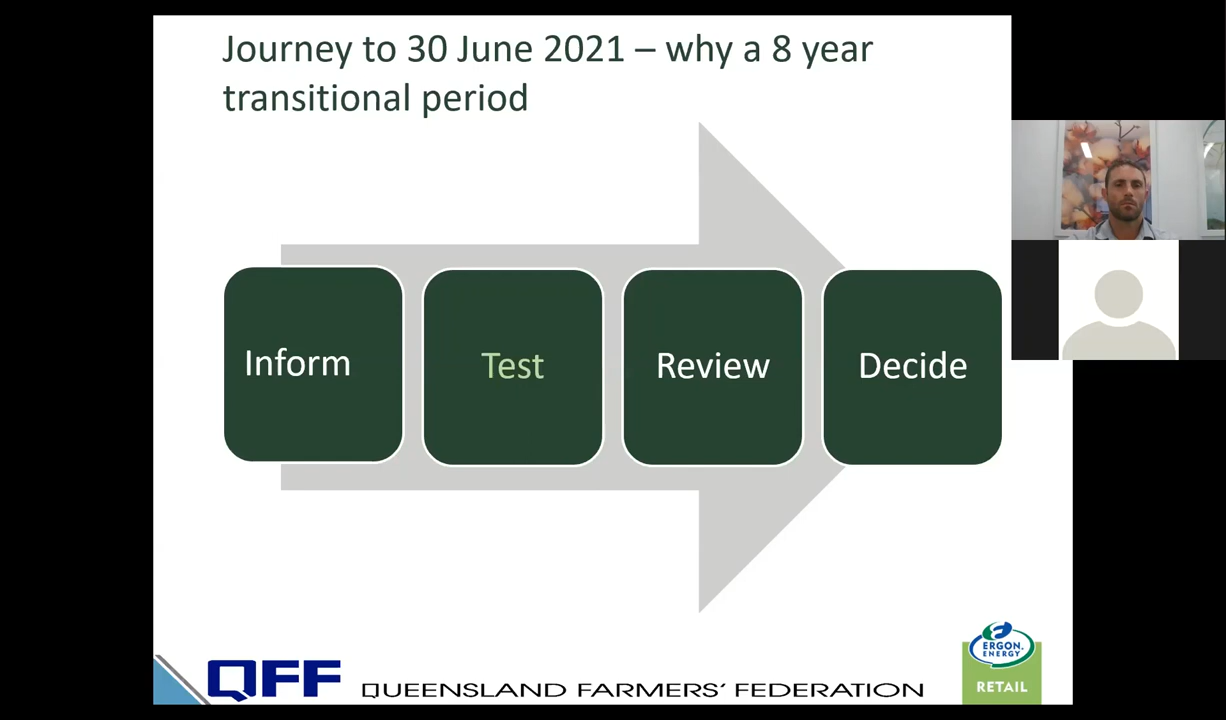 Journey to 30 June 2021 – why a 8 year
transitional period
Inform
Test
Review
Decide
QFF
QUEENSLAND FARMERS' FEDERATION
ERGON.
ENERGY
RETAIL